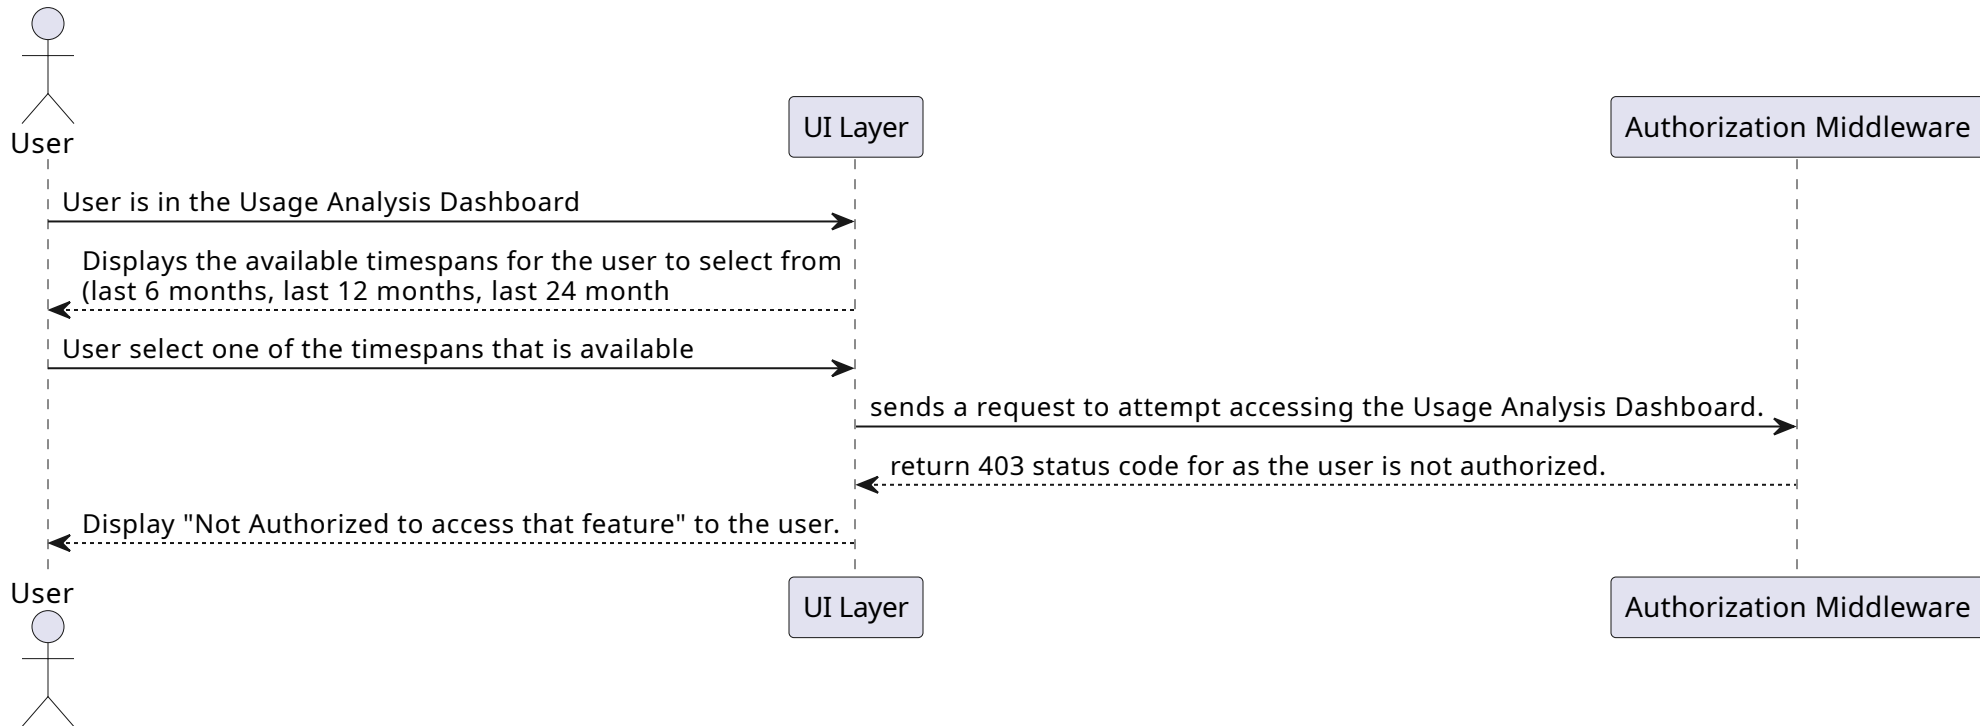 User
UI Layer
Authorization Middleware
User is in the Usage Analysis Dashboard
Displays the available timespans for the user to select from
(last 6 months, last 12 months, last 24 month
User select one of the timespans that is available
sends a request to attempt accessing the Usage Analysis Dashboard.
return 403 status code for as the user is not authorized.
Display "Not Authorized to access that feature" to the user.
User
UI Layer
Authorization Middleware